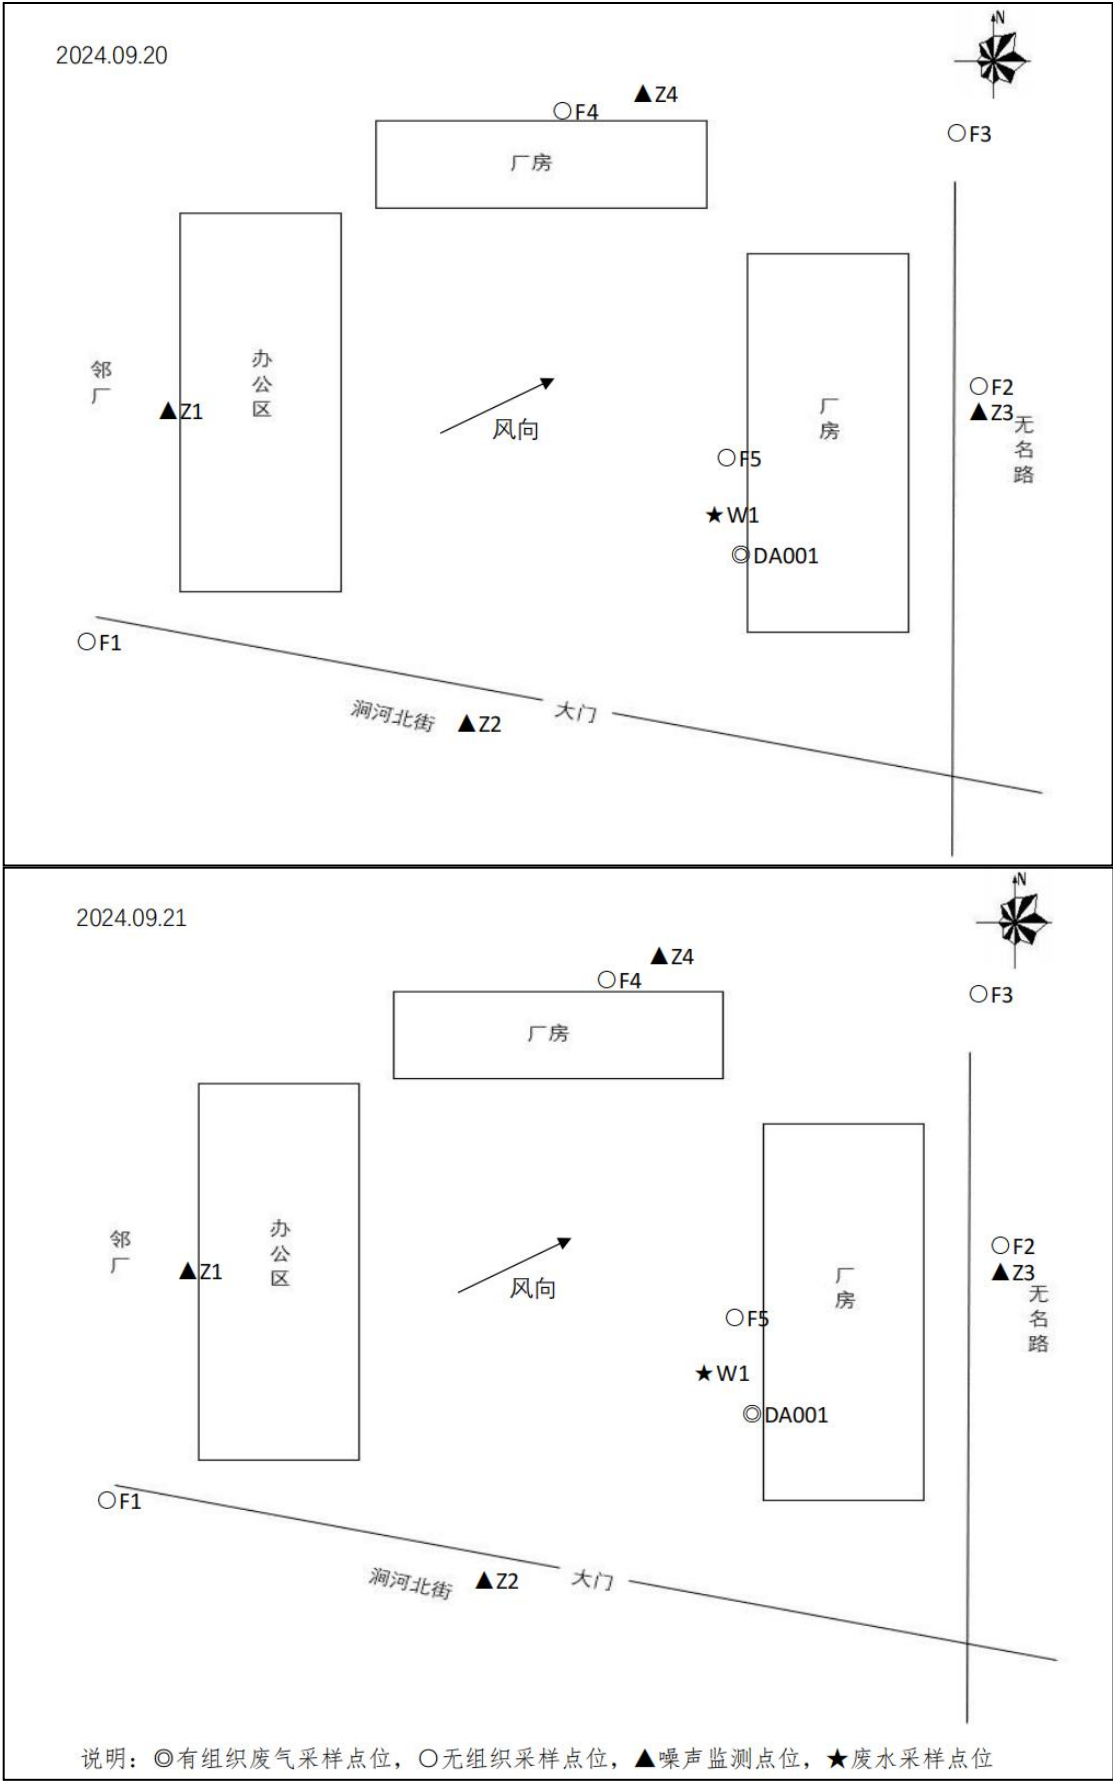 N
2024.09.20
▲Z4
○F4
○F3
厂房
办公区
邻厂
▲Z1
○F2
▲Z3
无名路
风向
厂房
○F5
★W1
◎DA001
○F1
涧河北街
▲Z2
大门
N
2024.09.21
▲Z4
○F4
○F3
厂房
办公区
邻厂
▲Z1
○F2
▲Z3
无名路
风向
厂房
○F5
★W1
◎DA001
○F1
涧河北街
▲Z2
大门
说明：◎有组织废气采样点位，○无组织采样点位，▲噪声监测点位，★废水采样点位